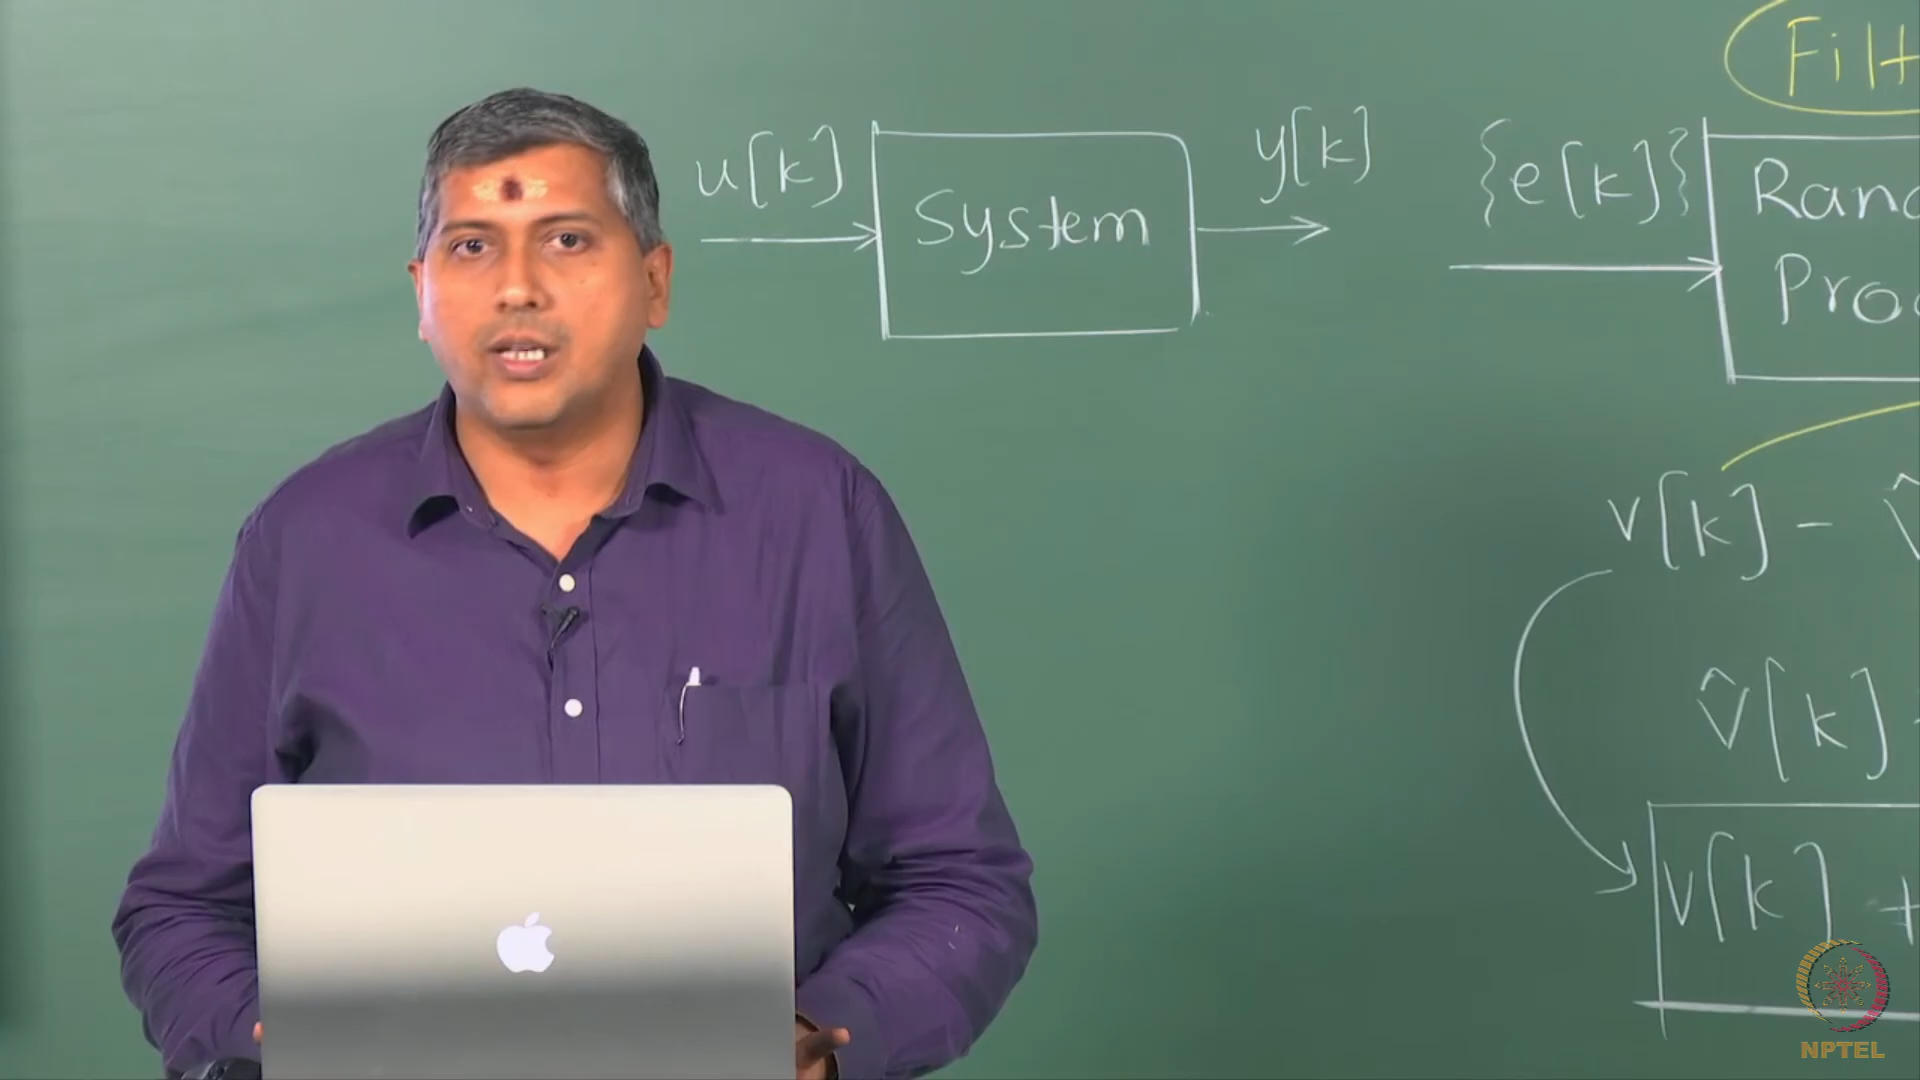 u[k]
System
y[k]
Filt
{e[k]}
Rand
Proc
v[k] -
v̂[k]
v[k] +
NPTEL